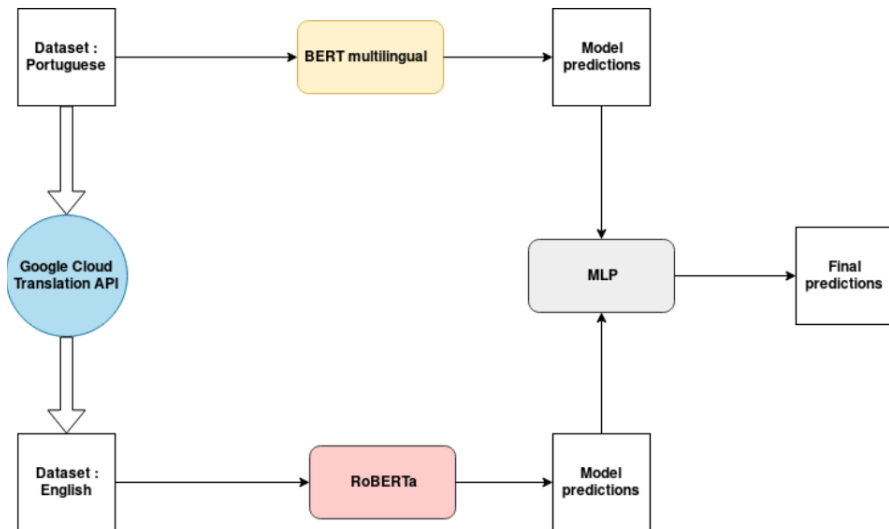 Dataset :
Portuguese
BERT multilingual
Model
predictions
Google Cloud
Translation API
MLP
Final
predictions
Dataset :
English
RoBERTa
Model
predictions